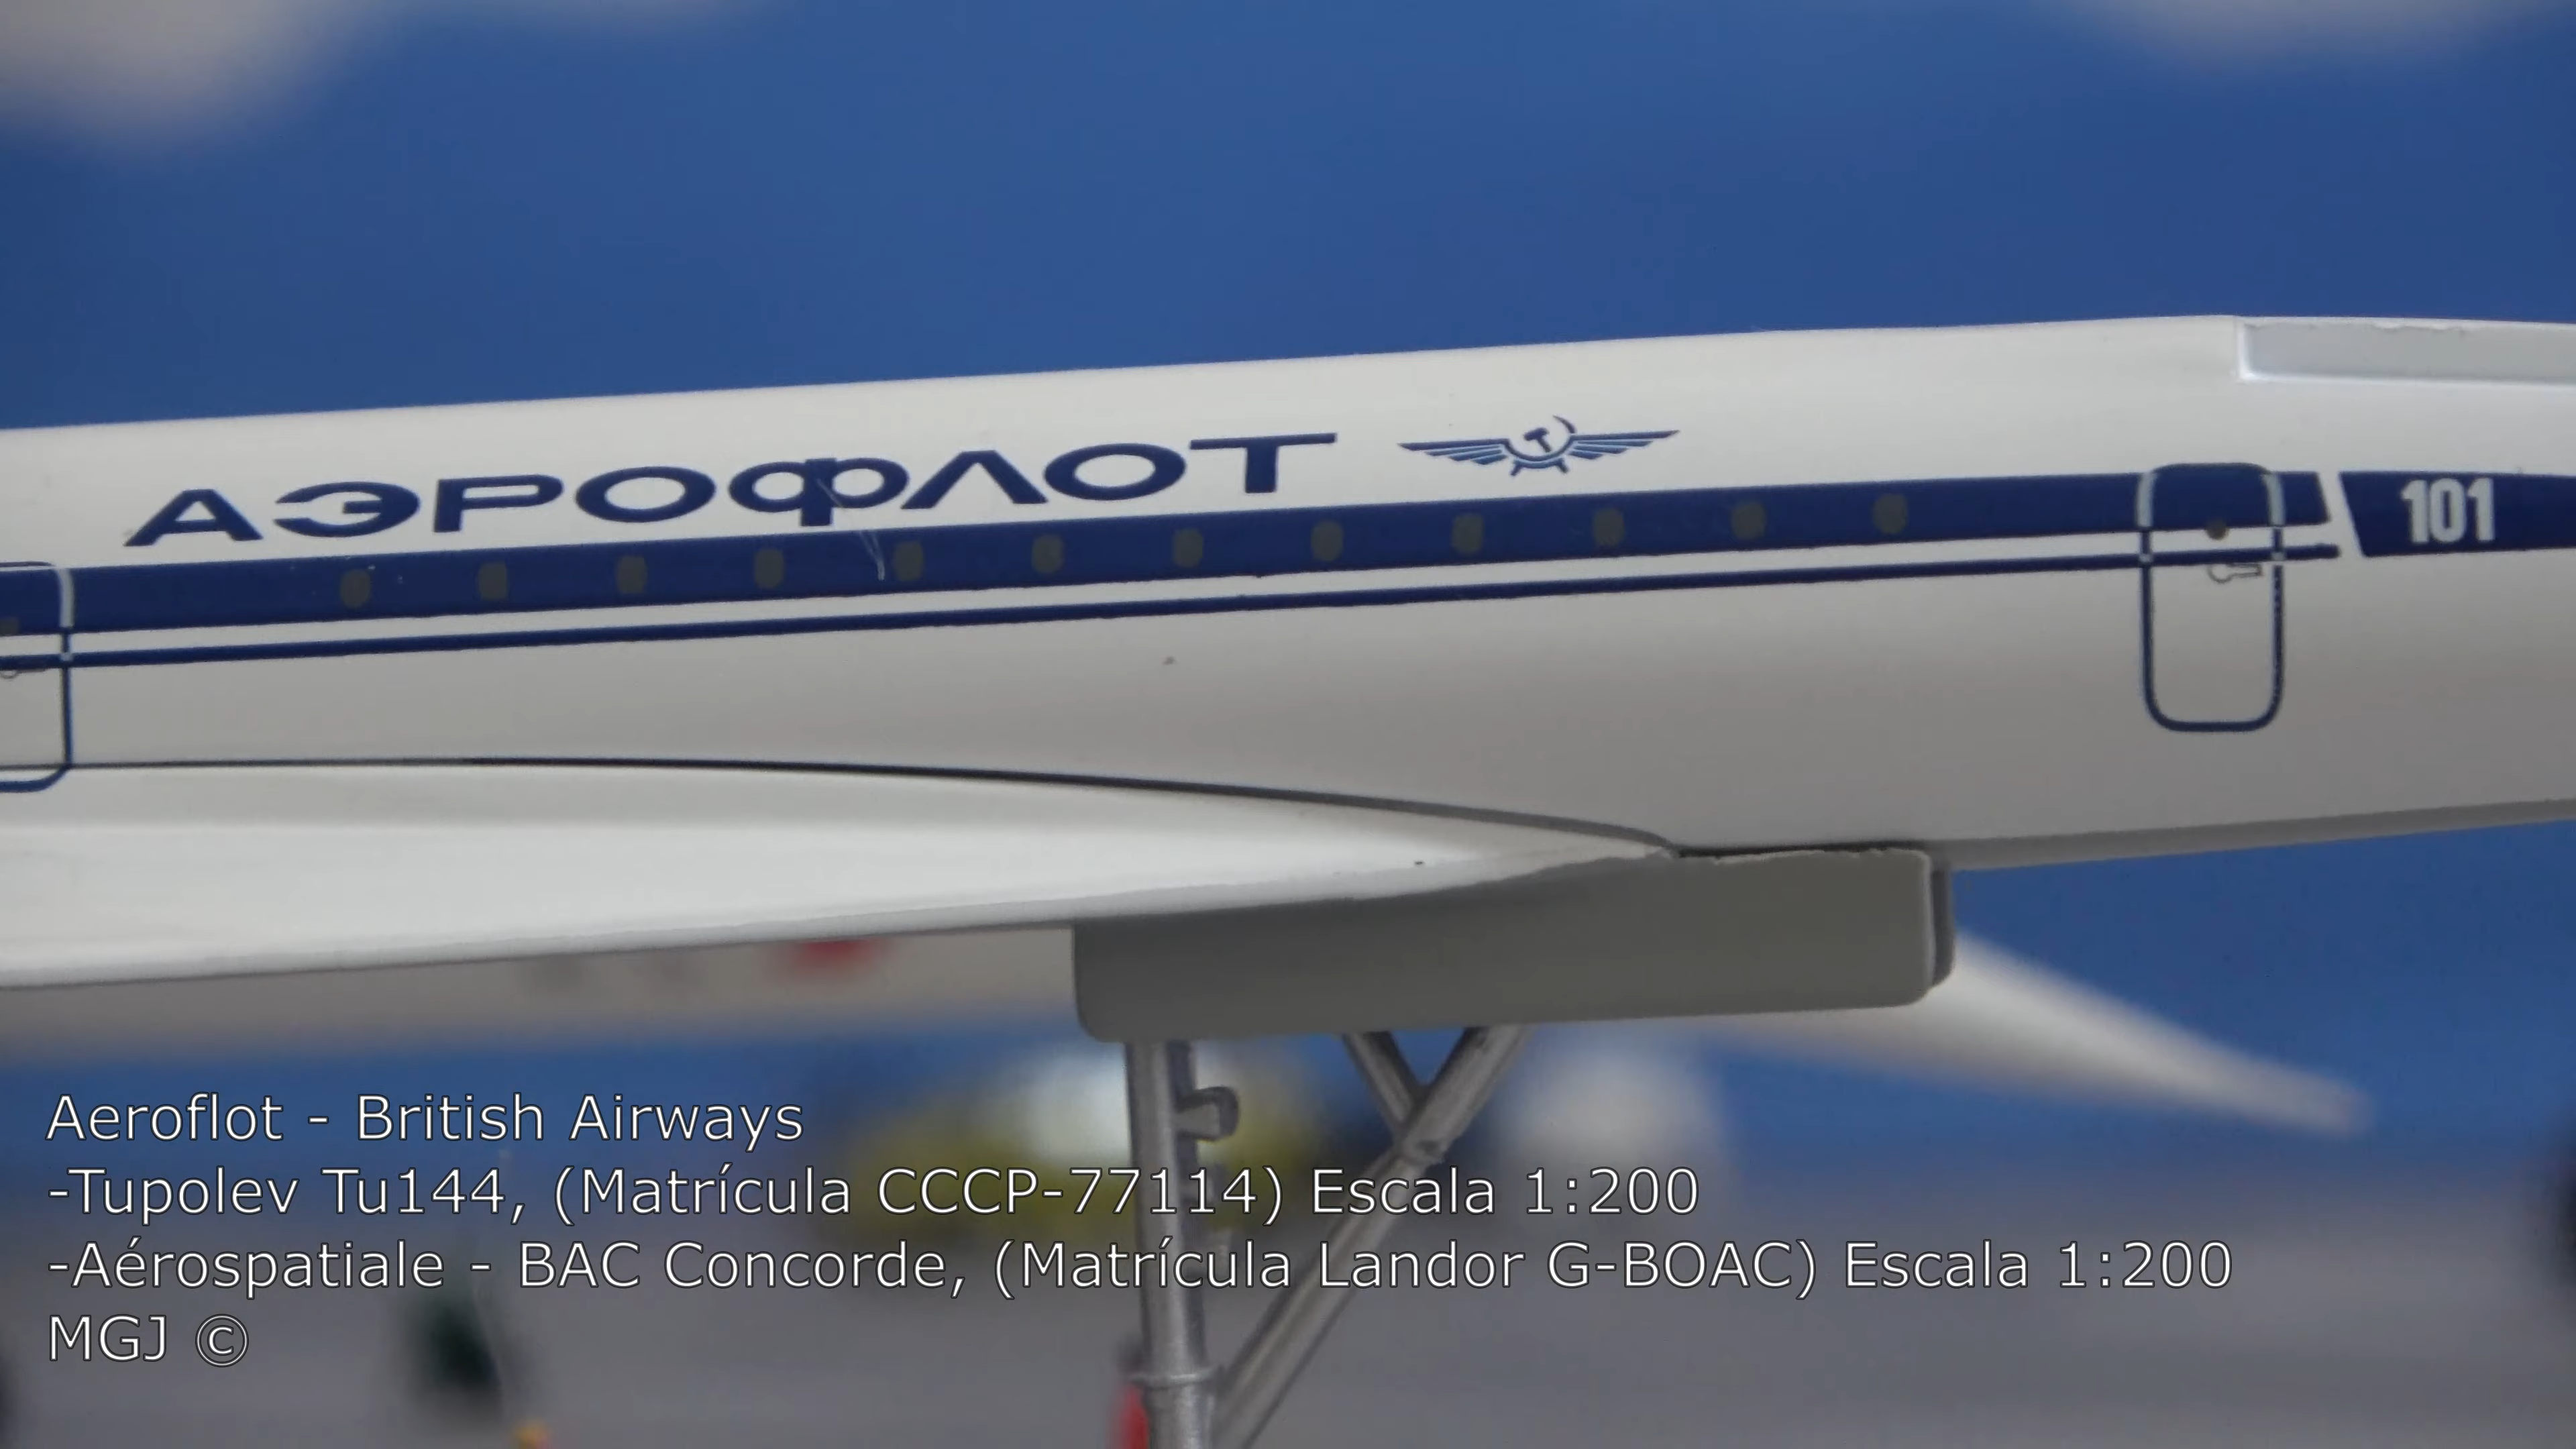 АЭРОФЛОТ
101
Aeroflot - British Airways
-Tupolev Tu144, (Matrícula CCCP-77114) Escala 1:200
-Aérospatiale - BAC Concorde, (Matrícula Landor G-BOAC) Escala 1:200
MGJ ©